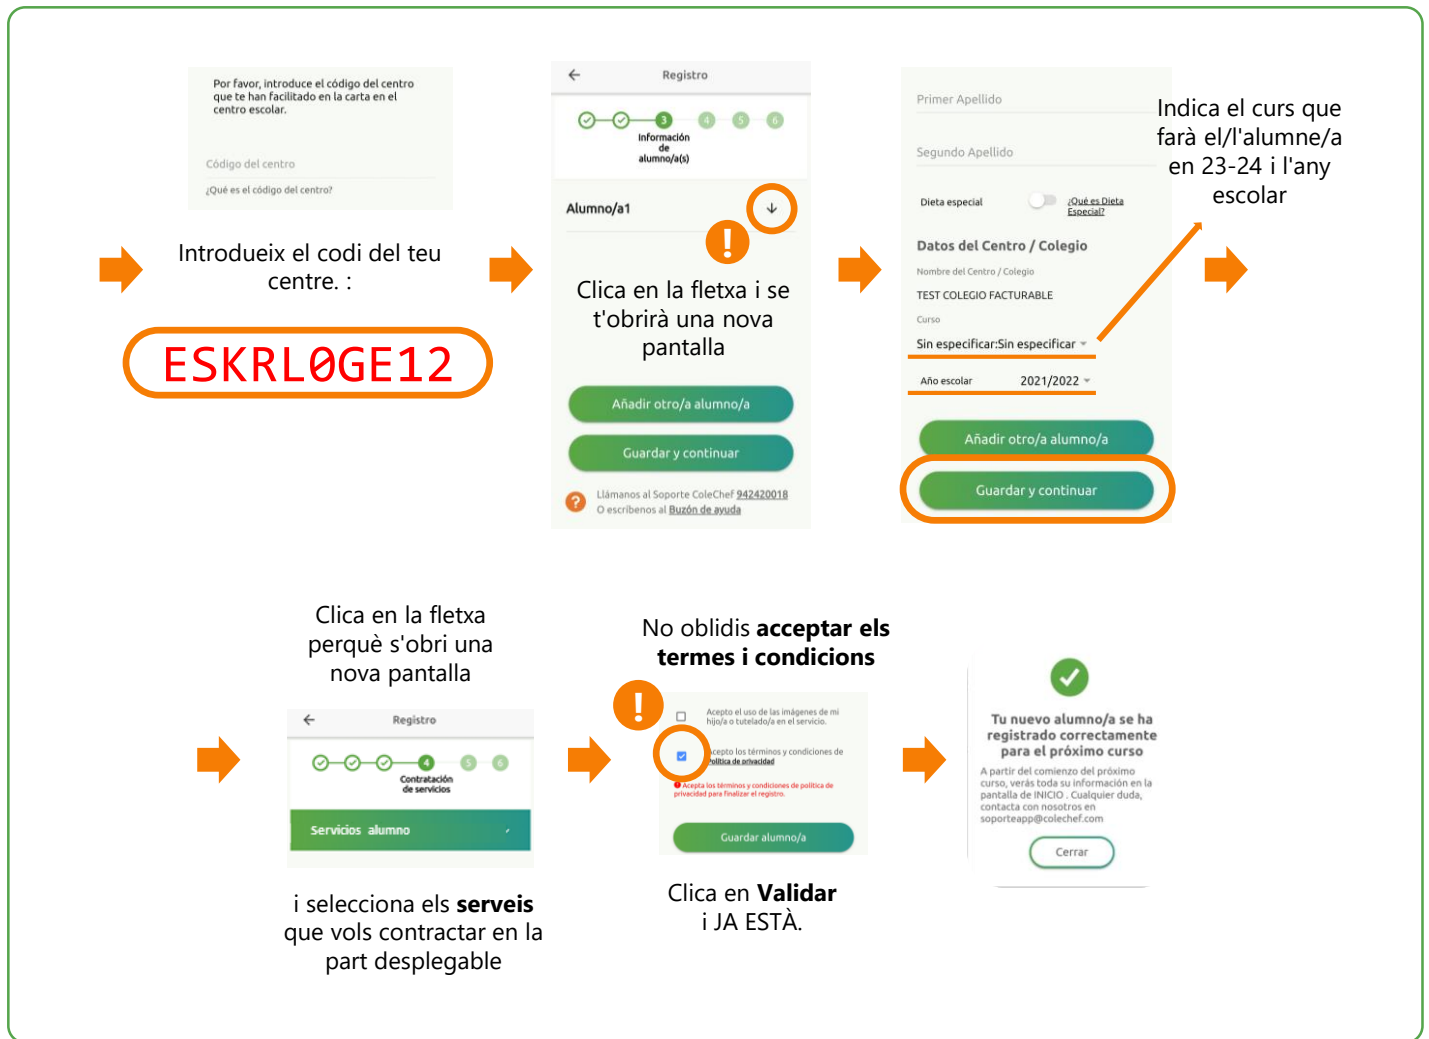 Por favor, introduce el código del centro
que te han facilitado en la carta en el
centro escolar.
Código del centro
¿Qué es el código del centro?
Introdueix el codi del teu
centre. :
ESKRL0GE12
Registro
3
4
5
6
Información
de
alumno/a(s)
Alumno/a1
!
Clica en la fletxa i se
t'obrirà una nova
pantalla
Añadir otro/a alumno/a
Guardar y continuar
?
Llámanos al Soporte ColeChef 942420018
O escríbenos al Buzón de ayuda
Primer Apellido
Segundo Apellido
Dieta especial
¿Qué es Dieta
Especial?
Datos del Centro / Colegio
Nombre del Centro / Colegio
TEST COLEGIO FACTURABLE
Curso
Sin especificar:Sin especificar
Año escolar 2021/2022
Añadir otro/a alumno/a
Guardar y continuar
Indica el curs que
farà el/l'alumne/a
en 23-24 i l'any
escolar
Clica en la fletxa
perquè s'obri una
nova pantalla
Registro
4
5
6
Contratación
de servicios
Servicios alumno
i selecciona els serveis
que vols contractar en la
part desplegable
No oblidis acceptar els
termes i condicions
!
Acepto el uso de las imágenes de mi
hijo/a o tutelado/a en el servicio.
Acepto los términos y condiciones de
Política de privacidad
Acepta los términos y condiciones de política de
privacidad para finalizar el registro.
Guardar alumno/a
Clica en Validar
i JA ESTÀ.
Tu nuevo alumno/a se ha
registrado correctamente
para el próximo curso
A partir del comienzo del próximo
curso, verás toda su información en la
pantalla de INICIO . Cualquier duda,
contacta con nosotros en
soporteapp@colechef.com
Cerrar